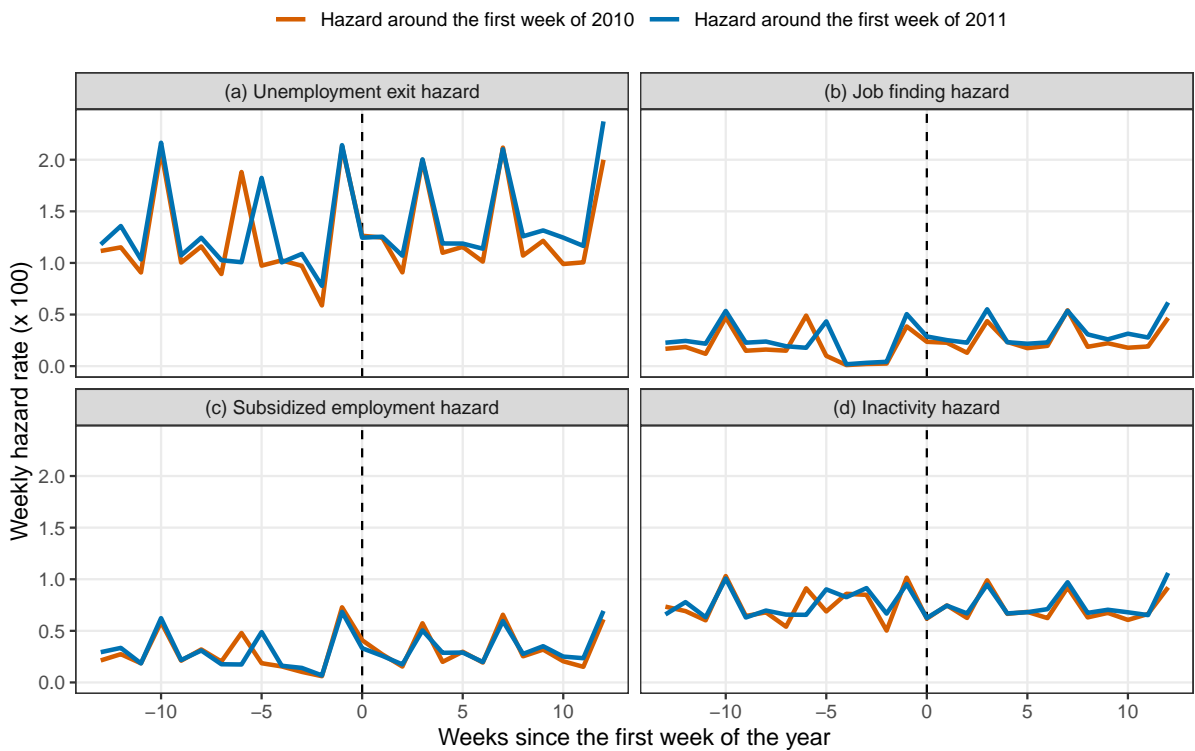 Hazard around the first week of 2010 Hazard around the first week of 2011
(a) Unemployment exit hazard
(b) Job finding hazard
2.0
1.5
1.0
0.5
0.0
(c) Subsidized employment hazard
(d) Inactivity hazard
2.0
1.5
1.0
0.5
0.0
−10 −5 0 5 10
−10 −5 0 5 10
Weekly hazard rate (x 100)
Weeks since the first week of the year